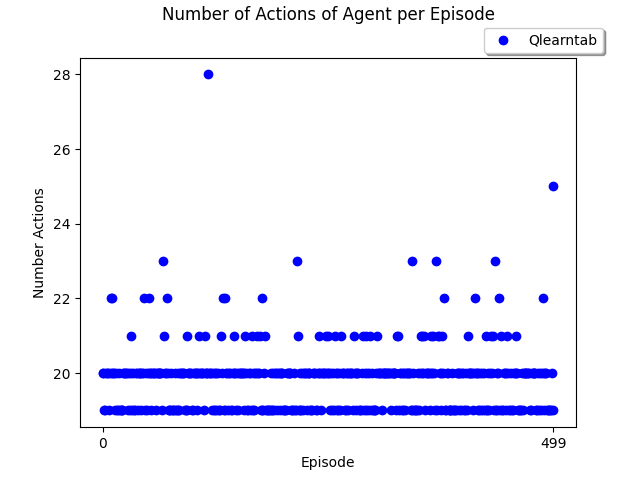 Number of Actions of Agent per Episode
Qlearntab
28
26
24
22
20
Number Actions
0
499
Episode